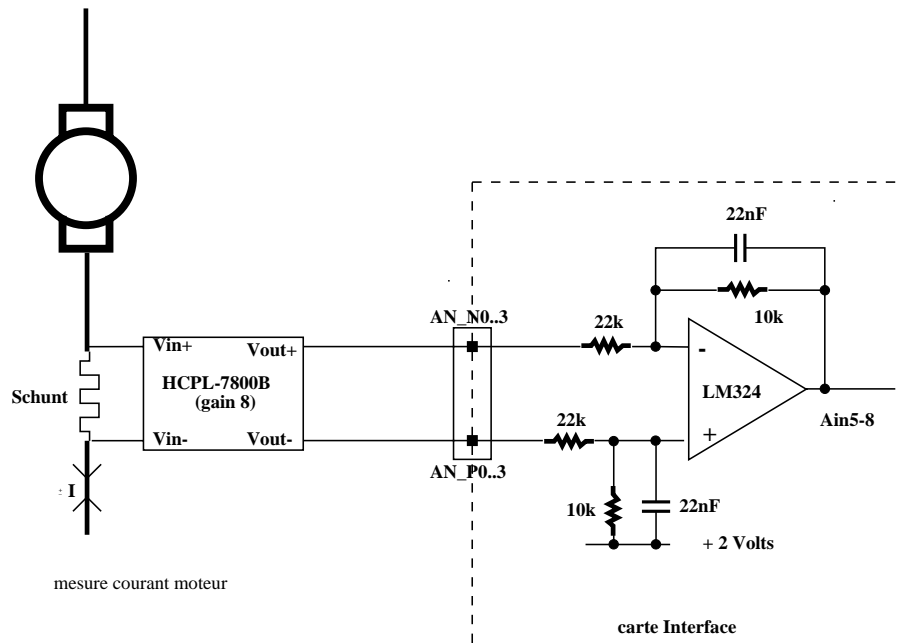 22nF
10k
AN_N0..3
22k
Vin+
Vout+
HCPL-7800B
(gain 8)
Schunt
Vin-
Vout-
-
LM324
+
Ain5-8
22k
AN_P0..3
± I
10k
22nF
+ 2 Volts
mesure courant moteur
carte Interface